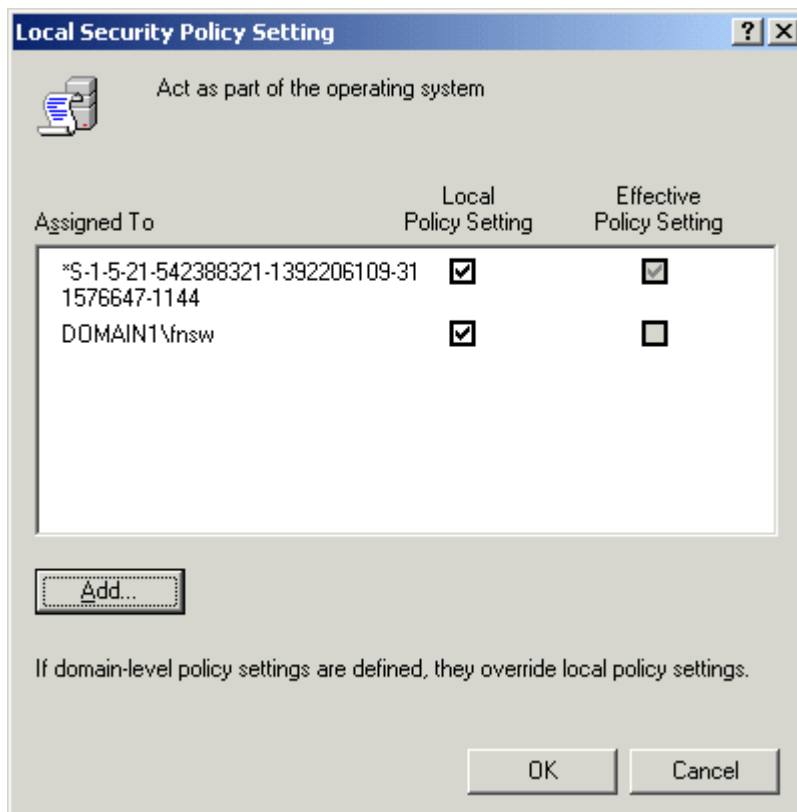 Local Security Policy Setting
Act as part of the operating system
Local Effective
Assigned To Policy Setting Policy Setting
*S-1-5-21-542388321-1392206109-31
1576647-1144
DOMAIN1\fnsw
Add...
If domain-level policy settings are defined, they override local policy settings.
OK Cancel